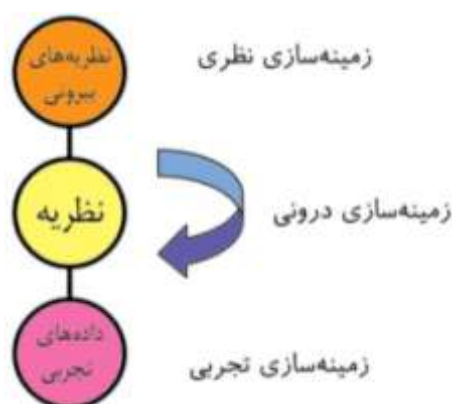 نظریه‌های
بیرونی
زمینه‌سازی نظری
نظریه
زمینه‌سازی درونی
داده‌های
تجربی
زمینه‌سازی تجربی